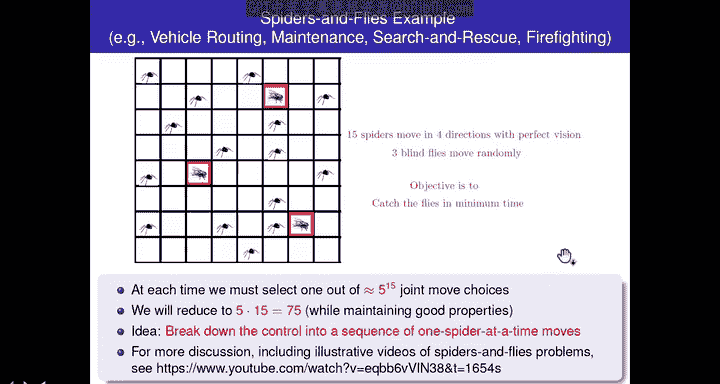 Spiders-and-Flies Example
(e.g., Vehicle Routing, Maintenance, Search-and-Rescue, Firefighting)
15 spiders move in 4 directions with perfect vision
3 blind flies move randomly
Objective is to
Catch the flies in minimum time
At each time we must select one out of ≈ 5¹⁵ joint move choices
We will reduce to 5 · 15 = 75 (while maintaining good properties)
Idea: Break down the control into a sequence of one-spider-at-a-time moves
For more discussion, including illustrative videos of spiders-and-flies problems,
see https://www.youtube.com/watch?v=eqbb6vVlN38&t=1654s